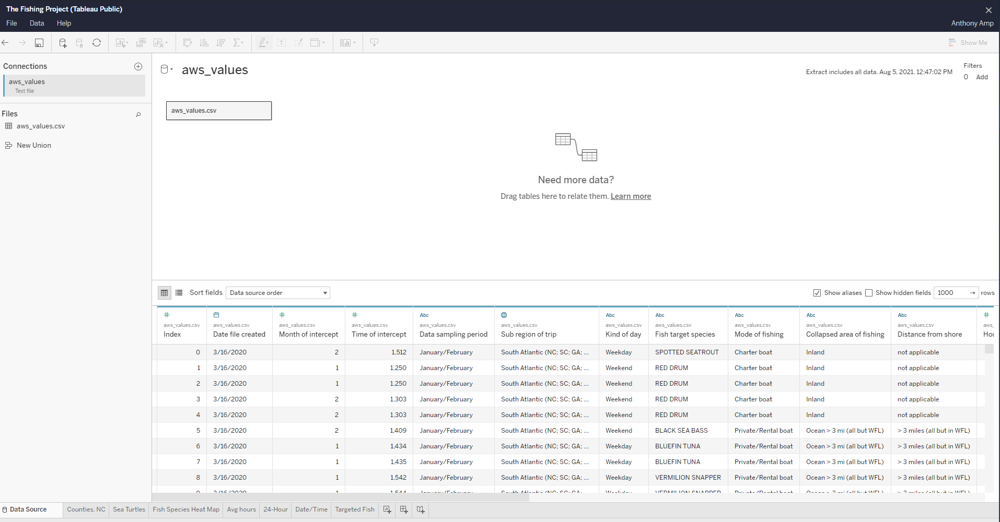 The Fishing Project (Tableau Public)
File Data Help
Anthony Amp
Show Me
Connections
aws_values
Text file
Files
aws_values.csv
New Union
aws_values
Extract includes all data. Aug 5, 2021, 12:47:02 PM
Filters
0 Add
aws_values.csv
Need more data?
Drag tables here to relate them. Learn more
Sort fields Data source order
Show aliases Show hidden fields 1000 rows
# # # Abc Abc Abc Abc Abc Abc #
aws_values.csv aws_values.csv aws_values.csv aws_values.csv aws_values.csv aws_values.csv aws_values.csv aws_values.csv aws_values.csv aws_values.csv aws_values.csv aws_
Index Date file created Month of intercept Time of intercept Data sampling period Sub region of trip Kind of day Fish target species Mode of fishing Collapsed area of fishing Distance from shore Hou
0 3/16/2020 2 1,512 January/February South Atlantic (NC; SC; GA; ... Weekday SPOTTED SEATROUT Charter boat Inland not applicable
1 3/16/2020 1 1,250 January/February South Atlantic (NC; SC; GA; ... Weekend RED DRUM Charter boat Inland not applicable
2 3/16/2020 1 1,250 January/February South Atlantic (NC; SC; GA; ... Weekend RED DRUM Charter boat Inland not applicable
3 3/16/2020 2 1,303 January/February South Atlantic (NC; SC; GA; ... Weekend RED DRUM Charter boat Inland not applicable
4 3/16/2020 2 1,303 January/February South Atlantic (NC; SC; GA; ... Weekend RED DRUM Charter boat Inland not applicable
5 3/16/2020 2 1,409 January/February South Atlantic (NC; SC; GA; ... Weekend BLACK SEA BASS Private/Rental boat Ocean > 3 mi (all but WFL) > 3 miles (all but in WFL)
6 3/16/2020 1 1,434 January/February South Atlantic (NC; SC; GA; ... Weekday BLUEFIN TUNA Private/Rental boat Ocean > 3 mi (all but WFL) > 3 miles (all but in WFL)
7 3/16/2020 1 1,435 January/February South Atlantic (NC; SC; GA; ... Weekday BLUEFIN TUNA Private/Rental boat Ocean > 3 mi (all but WFL) > 3 miles (all but in WFL)
8 3/16/2020 1 1,542 January/February South Atlantic (NC; SC; GA; ... Weekday VERMILION SNAPPER Private/Rental boat Ocean > 3 mi (all but WFL) > 3 miles (all but in WFL)
Data Source Counties, NC Sea Turtles Fish Species Heat Map Avg hours 24-Hour Date/Time Targeted Fish